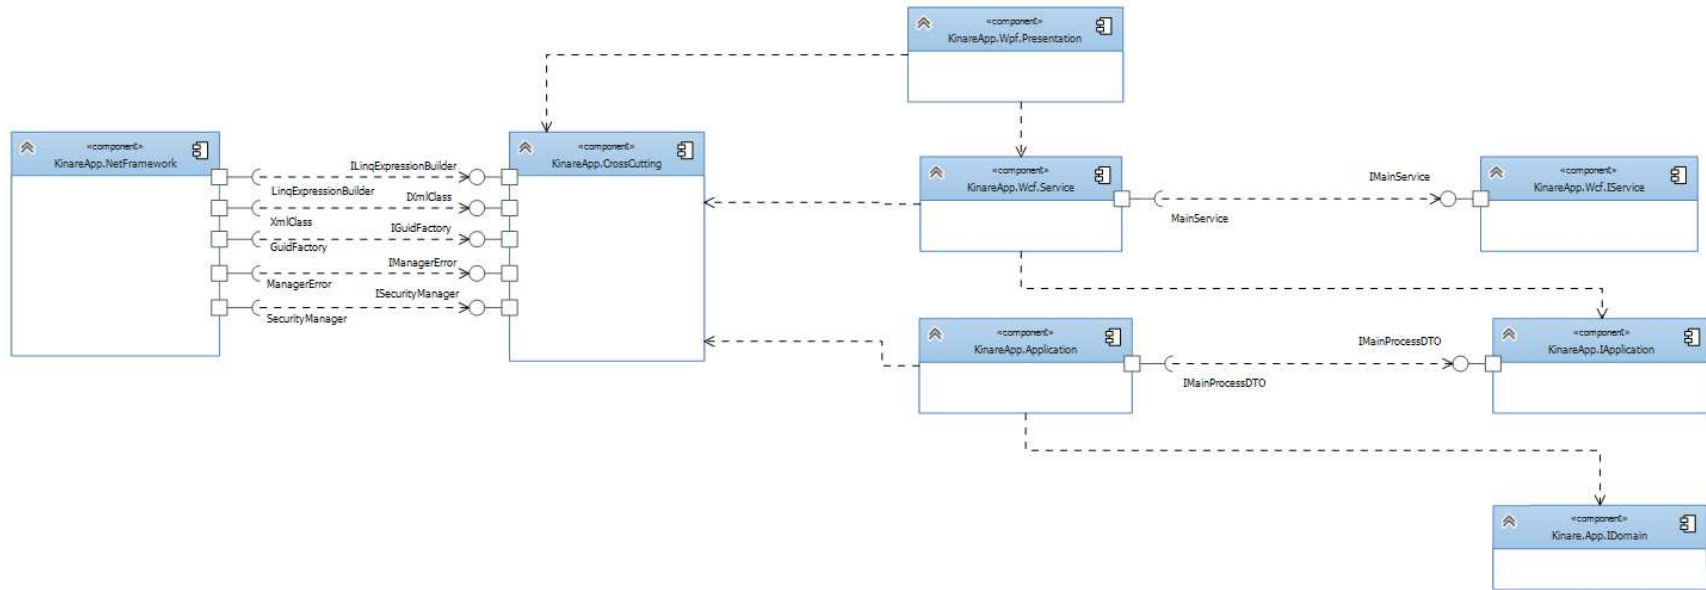 «component»
KinareApp.Wpf.Presentation
«component»
KinareApp.NetFramework
«component»
KinareApp.CrossCutting
ILinqExpressionBuilder
LinqExpressionBuilder
IXmlClass
XmlClass
IGuidFactory
GuidFactory
IManagerError
ManagerError
ISecurityManager
SecurityManager
«component»
KinareApp.Wcf.Service
IMainService
MainService
«component»
KinareApp.Wcf.IService
«component»
KinareApp.Application
IMainProcessDTO
IMainProcessDTO
«component»
KinareApp.IApplication
«component»
Kinare.App.IDomain